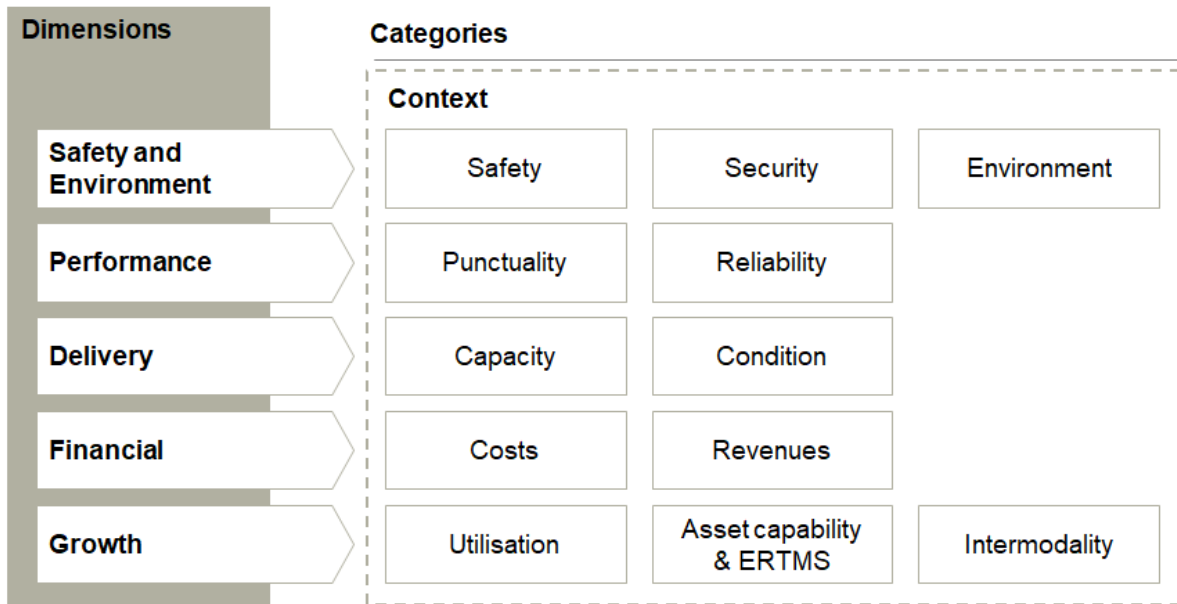 Dimensions
Categories
Context
Safety and
Environment
Safety
Security
Environment
Performance
Punctuality
Reliability
Delivery
Capacity
Condition
Financial
Costs
Revenues
Growth
Utilisation
Asset capability
& ERTMS
Intermodality